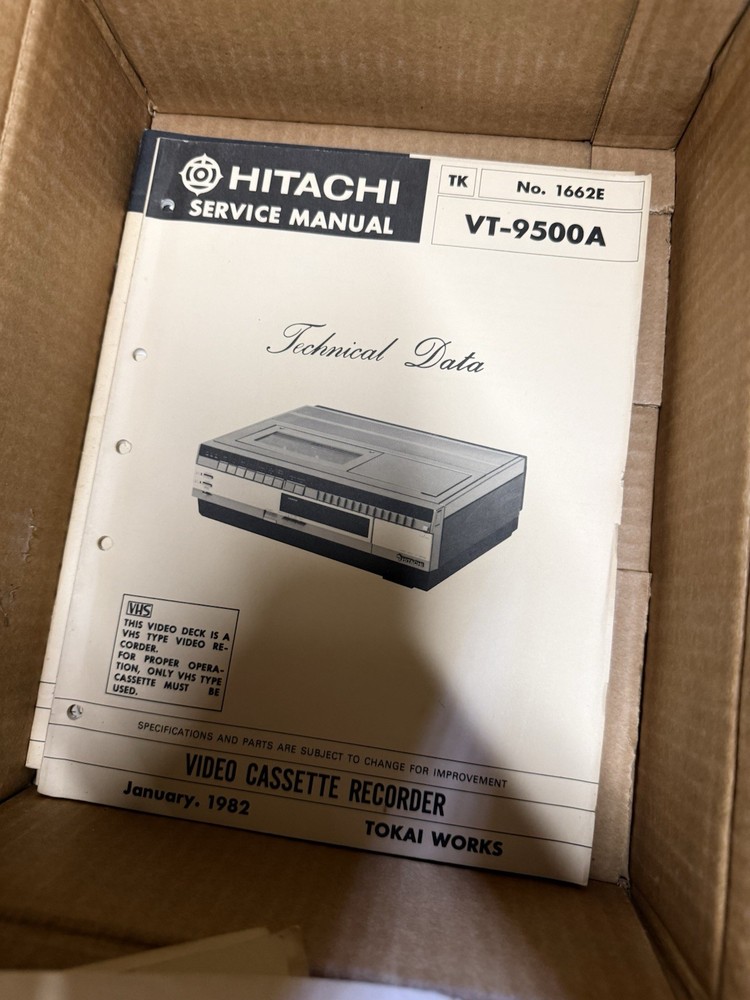 HITACHI
SERVICE MANUAL
TK
No. 1662E
VT-9500A
Technical Data
VHS
THIS VIDEO DECK IS A
VHS TYPE VIDEO RE-
CORDER.
FOR PROPER OPERA-
TION, ONLY VHS TYPE
CASSETTE MUST BE
USED.
SPECIFICATIONS AND PARTS ARE SUBJECT TO CHANGE FOR IMPROVEMENT
VIDEO CASSETTE RECORDER
January, 1982
TOKAI WORKS